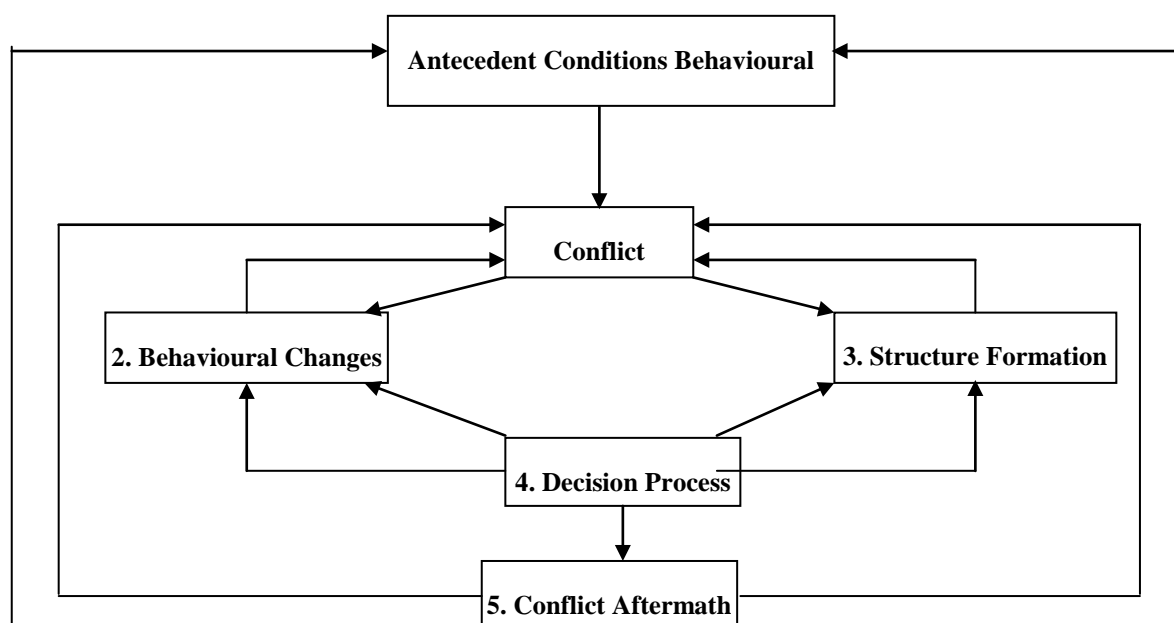 Antecedent Conditions Behavioural
Conflict
2. Behavioural Changes
3. Structure Formation
4. Decision Process
5. Conflict Aftermath